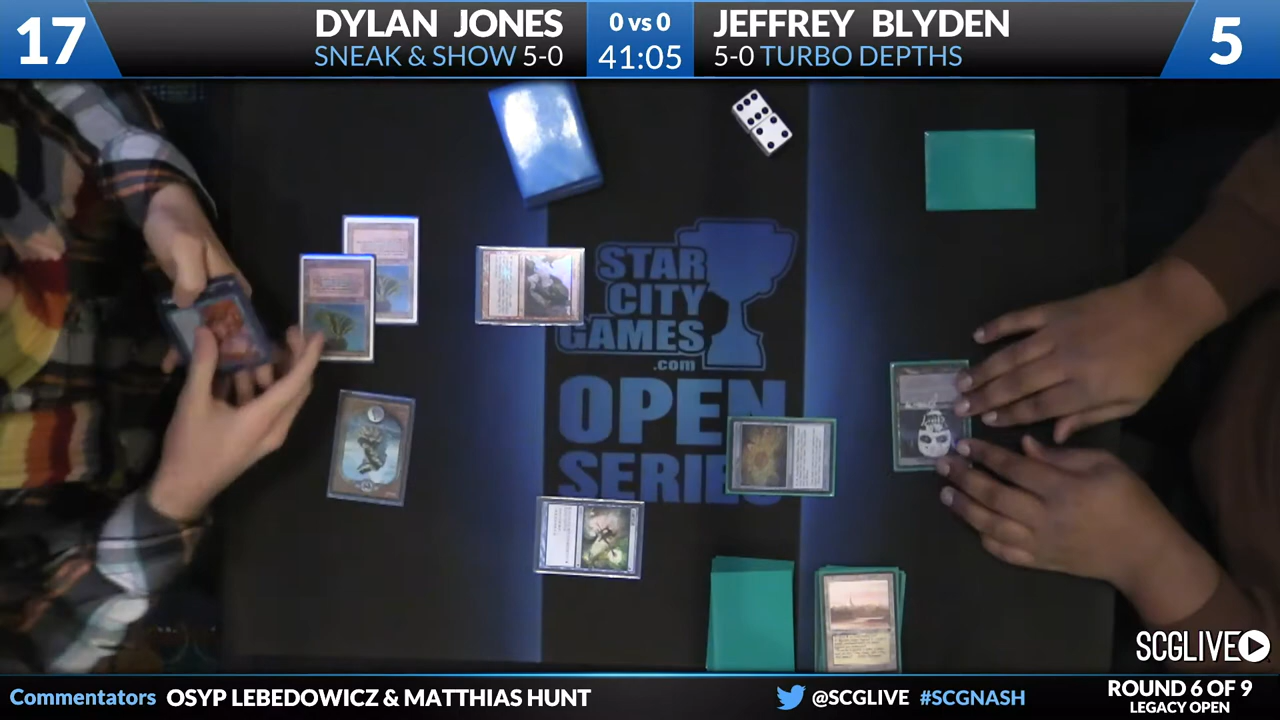 17
DYLAN JONES
SNEAK & SHOW 5-0
0 vs 0
41:05
JEFFREY BLYDEN
5-0 TURBO DEPTHS
5
STAR
CITY
GAMES
.com
OPEN
SERIES
SCGLIVE
Commentators OSYP LEBEDOWICZ & MATTHIAS HUNT
@SCGLIVE #SCGNASH
ROUND 6 OF 9
LEGACY OPEN